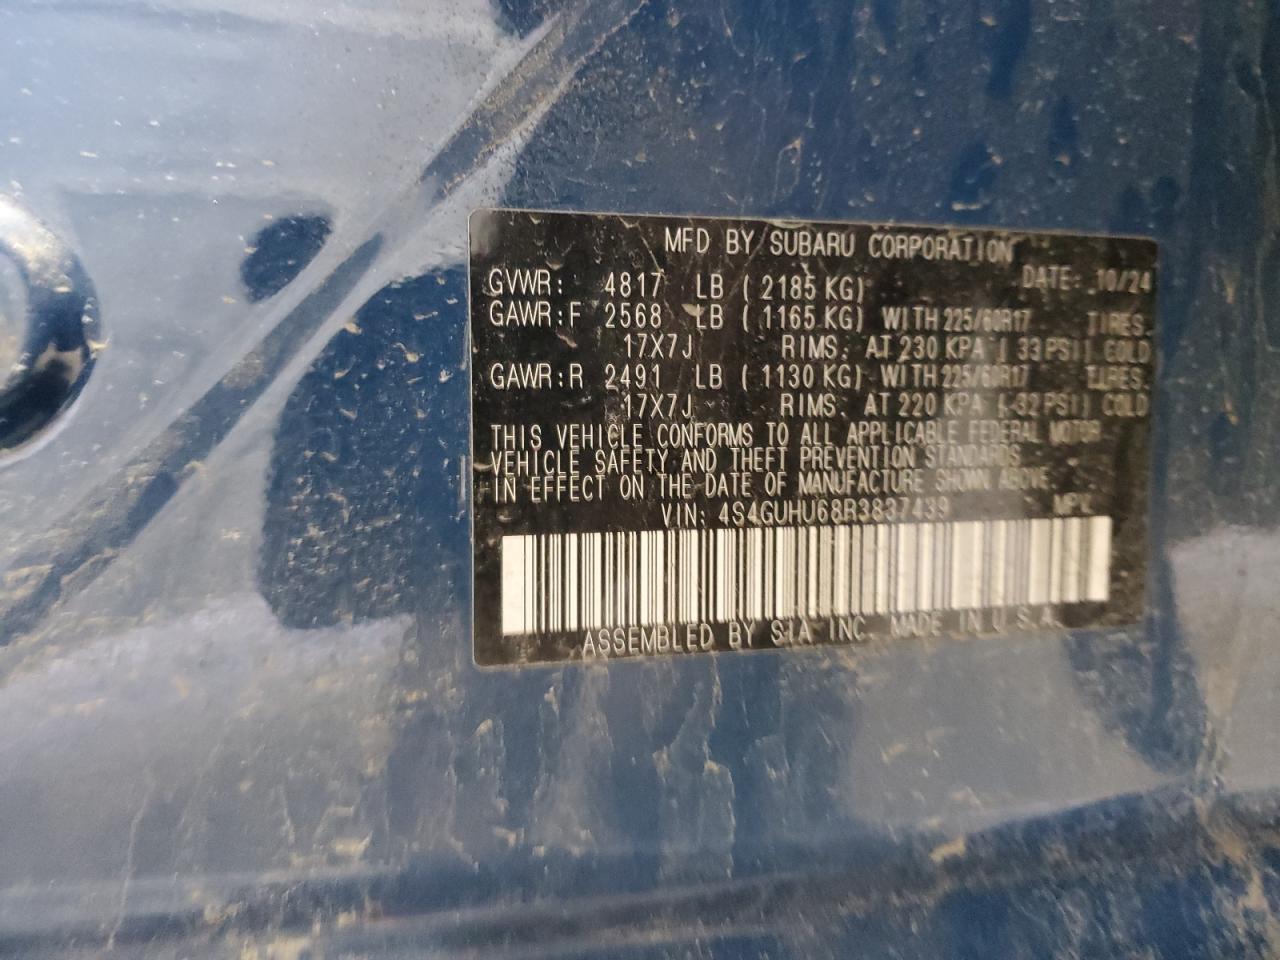 MFD BY SUBARU CORPORATION
DATE: 10/24
GVWR: 4817 LB ( 2185 KG)
GAWR:F 2568 LB ( 1165 KG) WITH 225/60R17 TIRES.
17X7J RIMS. AT 230 KPA ( 33 PSI) COLD
GAWR:R 2491 LB ( 1130 KG) WITH 225/60R17 TIRES.
17X7J RIMS. AT 220 KPA ( 32 PSI) COLD
THIS VEHICLE CONFORMS TO ALL APPLICABLE FEDERAL MOTOR
VEHICLE SAFETY AND THEFT PREVENTION STANDARDS
IN EFFECT ON THE DATE OF MANUFACTURE SHOWN ABOVE.
VIN: 4S4GUHU68R3837439 MPV
ASSEMBLED BY SIA INC. MADE IN U.S.A.